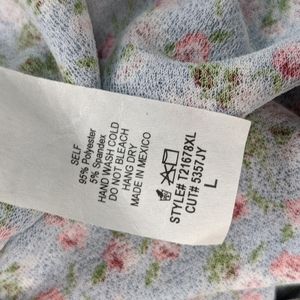 SELF
95% Polyester
5% Spandex
HAND WASH COLD
DO NOT BLEACH
HANG DRY
MADE IN MEXICO
STYLE# T21678XL
CUT# 5357JY
L